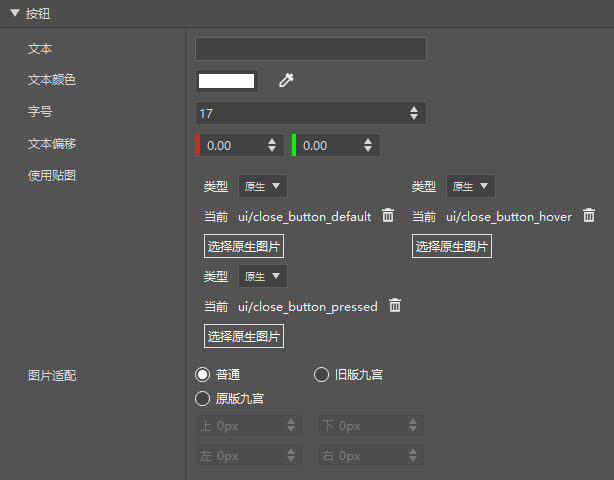 按钮
文本
文本颜色
字号 17
文本偏移 0.00 0.00
使用贴图
类型 原生 类型 原生
当前 ui/close_button_default 当前 ui/close_button_hover
选择原生图片 选择原生图片
类型 原生
当前 ui/close_button_pressed
选择原生图片
图片适配 普通 旧版九宫
原版九宫
上 0px 下 0px
左 0px 右 0px